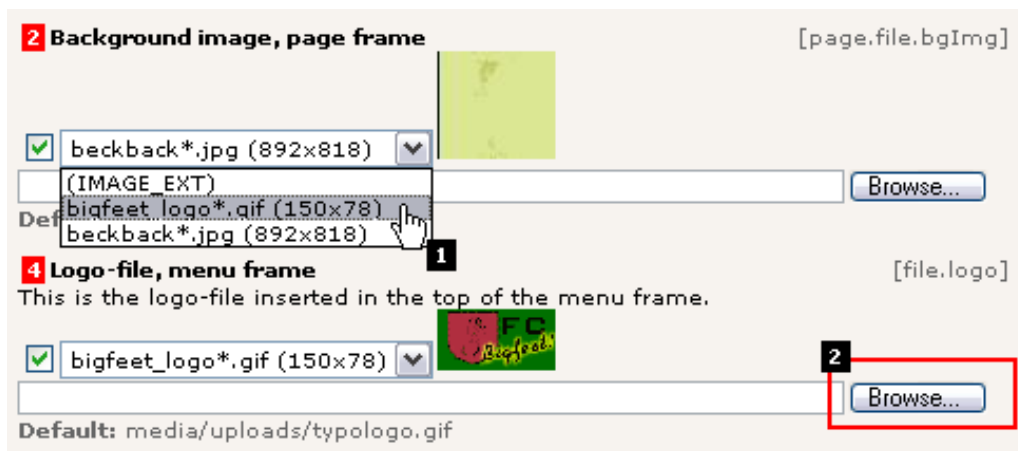 2 Background image, page frame [page.file.bgImg]
beckback*.jpg (892x818)
(IMAGE_EXT) Browse...
bigfeet_logo*.gif (150x78)
Def
beckback*.jpg (892x818)
1
4 Logo-file, menu frame [file.logo]
This is the logo-file inserted in the top of the menu frame.
FC
Bigfeet!
bigfeet_logo*.gif (150x78) 2
Browse...
Default: media/uploads/typologo.gif